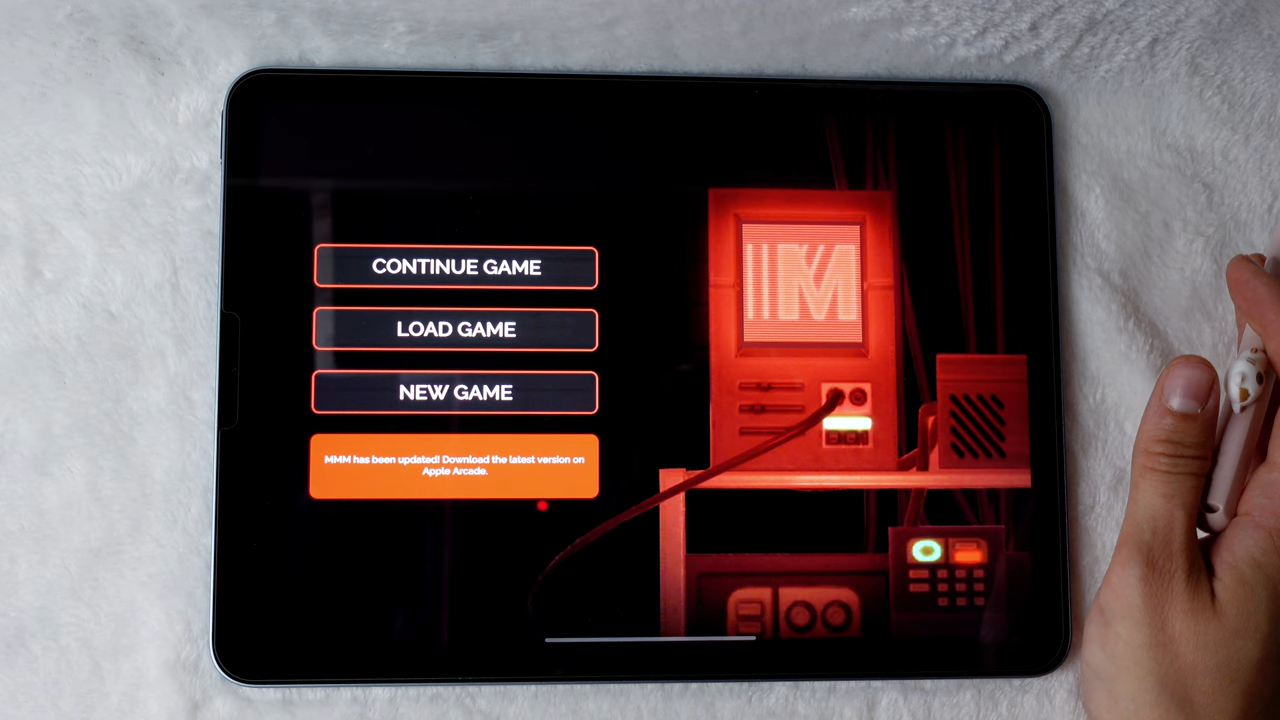 CONTINUE GAME
LOAD GAME
NEW GAME
MMM has been updated! Download the latest version on
Apple Arcade.